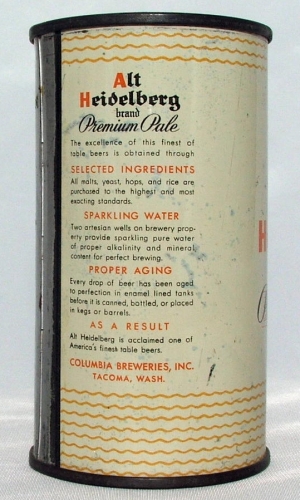 Alt
Heidelberg
brand
Premium Pale
The excellence of this finest of
table beers is obtained through
SELECTED INGREDIENTS
All malts, yeast, hops, and rice are
purchased to the highest and most
exacting standards.
SPARKLING WATER
Two artesian wells on brewery prop-
erty provide sparkling pure water
of proper alkalinity and mineral
content for perfect brewing.
PROPER AGING
Every drop of beer has been aged
to perfection in enamel lined tanks
before it is canned, bottled, or placed
in kegs or barrels.
AS A RESULT
Alt Heidelberg is acclaimed one of
America's finest table beers.
COLUMBIA BREWERIES, INC.
TACOMA, WASH.
H